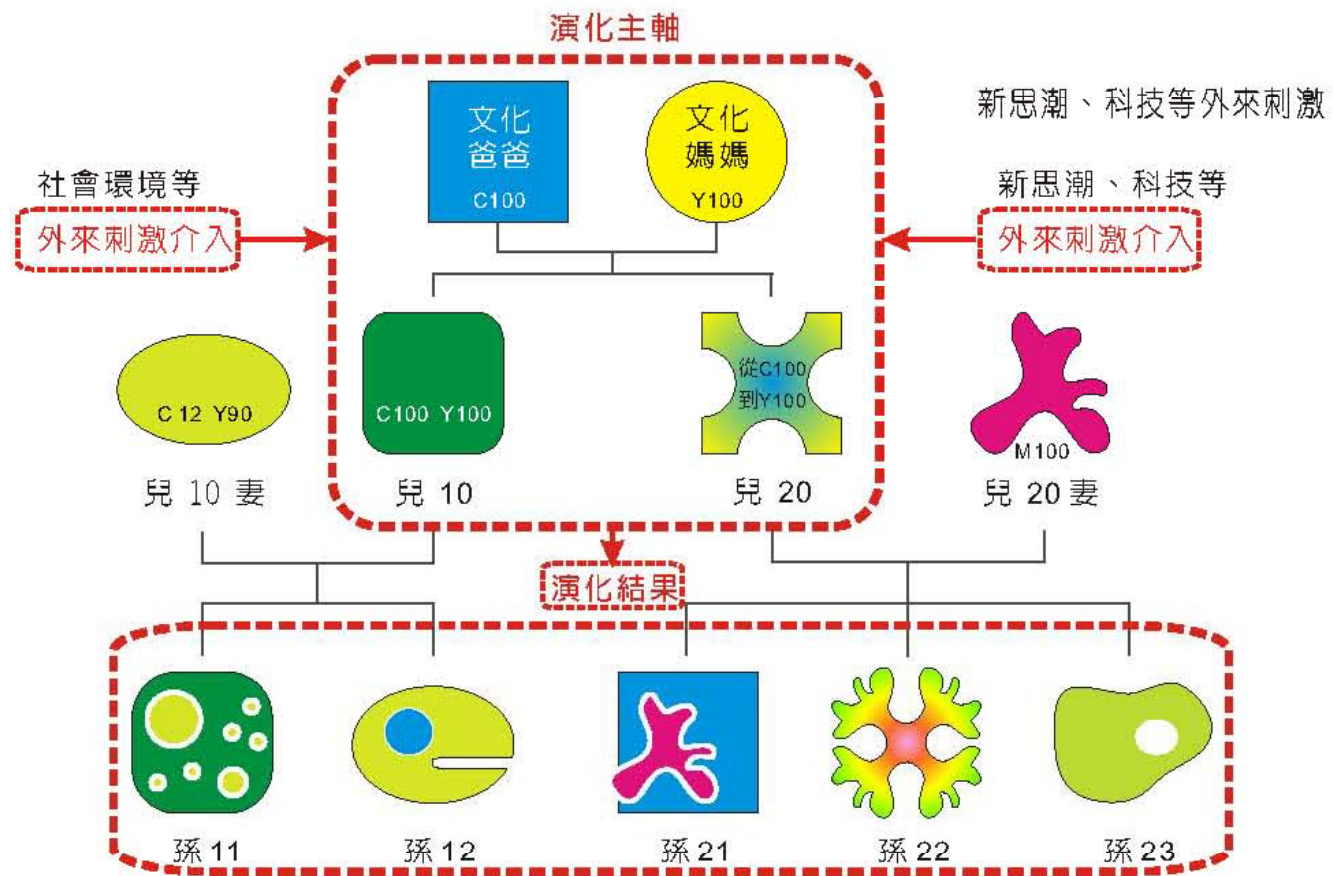 演化主軸
文化
爸爸
C100
文化
媽媽
Y100
新思潮、科技等外來刺激
社會環境等
外來刺激介入
新思潮、科技等
外來刺激介入
C 12 Y90
C100 Y100
從C100
到Y100
M100
兒 10 妻
兒 10
兒 20
兒 20 妻
演化結果
孫 11
孫 12
孫 21
孫 22
孫 23